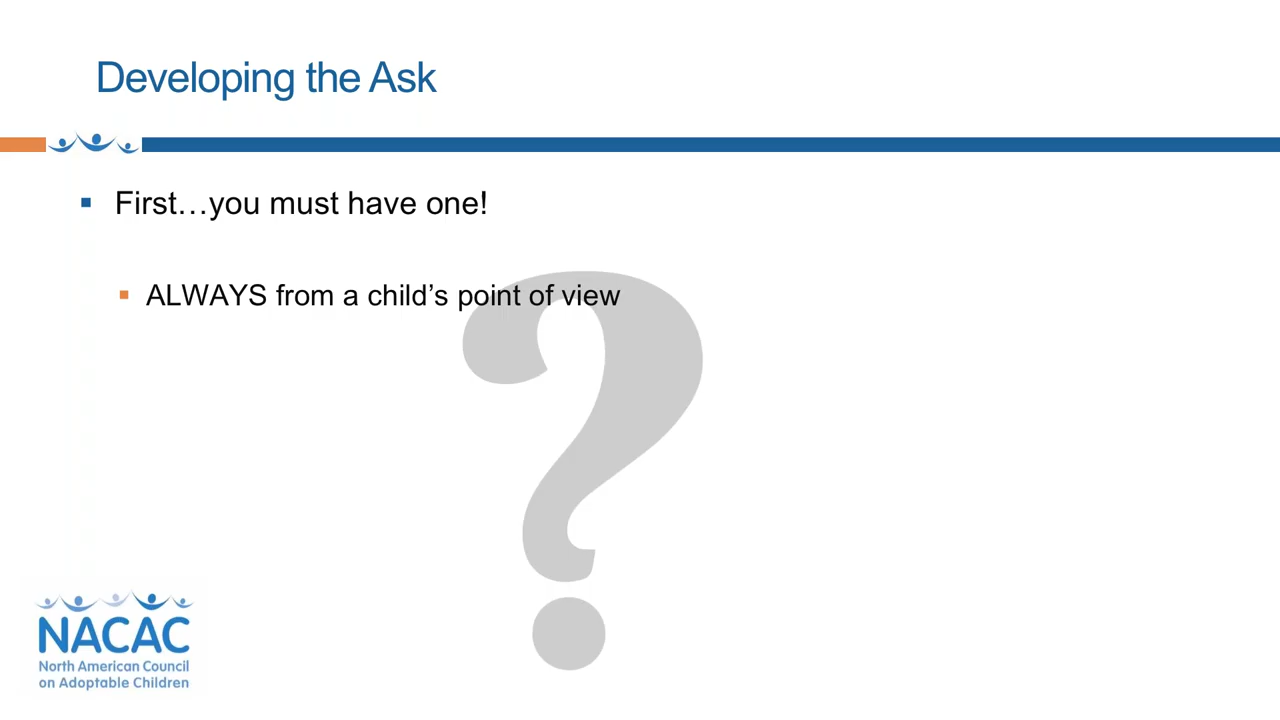 Developing the Ask
First…you must have one!
ALWAYS from a child’s point of view
?
NACAC
North American Council
on Adoptable Children